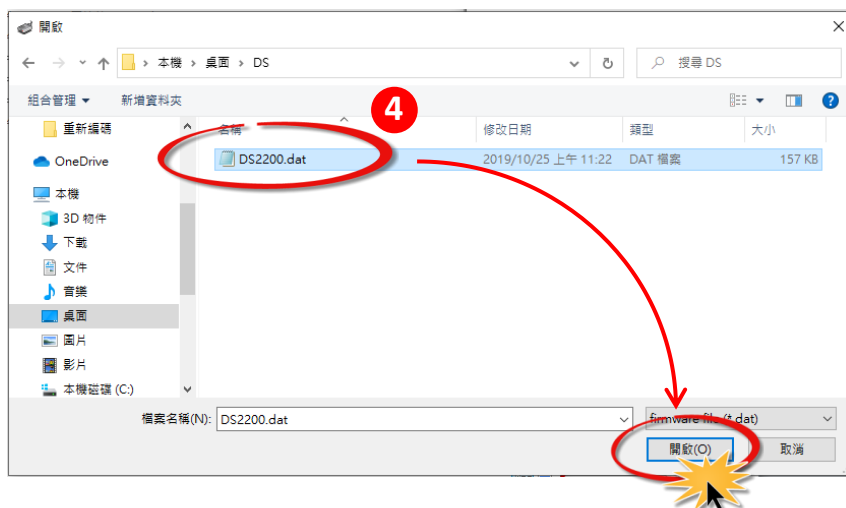 開啟
本機 › 桌面 › DS
搜尋 DS
組合管理 新增資料夾
4
名稱 修改日期 類型 大小
DS2200.dat 2019/10/25 上午 11:22 DAT 檔案 157 KB
重新編碼
OneDrive
本機
3D 物件
下載
文件
音樂
桌面
圖片
影片
本機磁碟 (C:)
檔案名稱(N): DS2200.dat firmware file (*.dat)
開啟(O) 取消